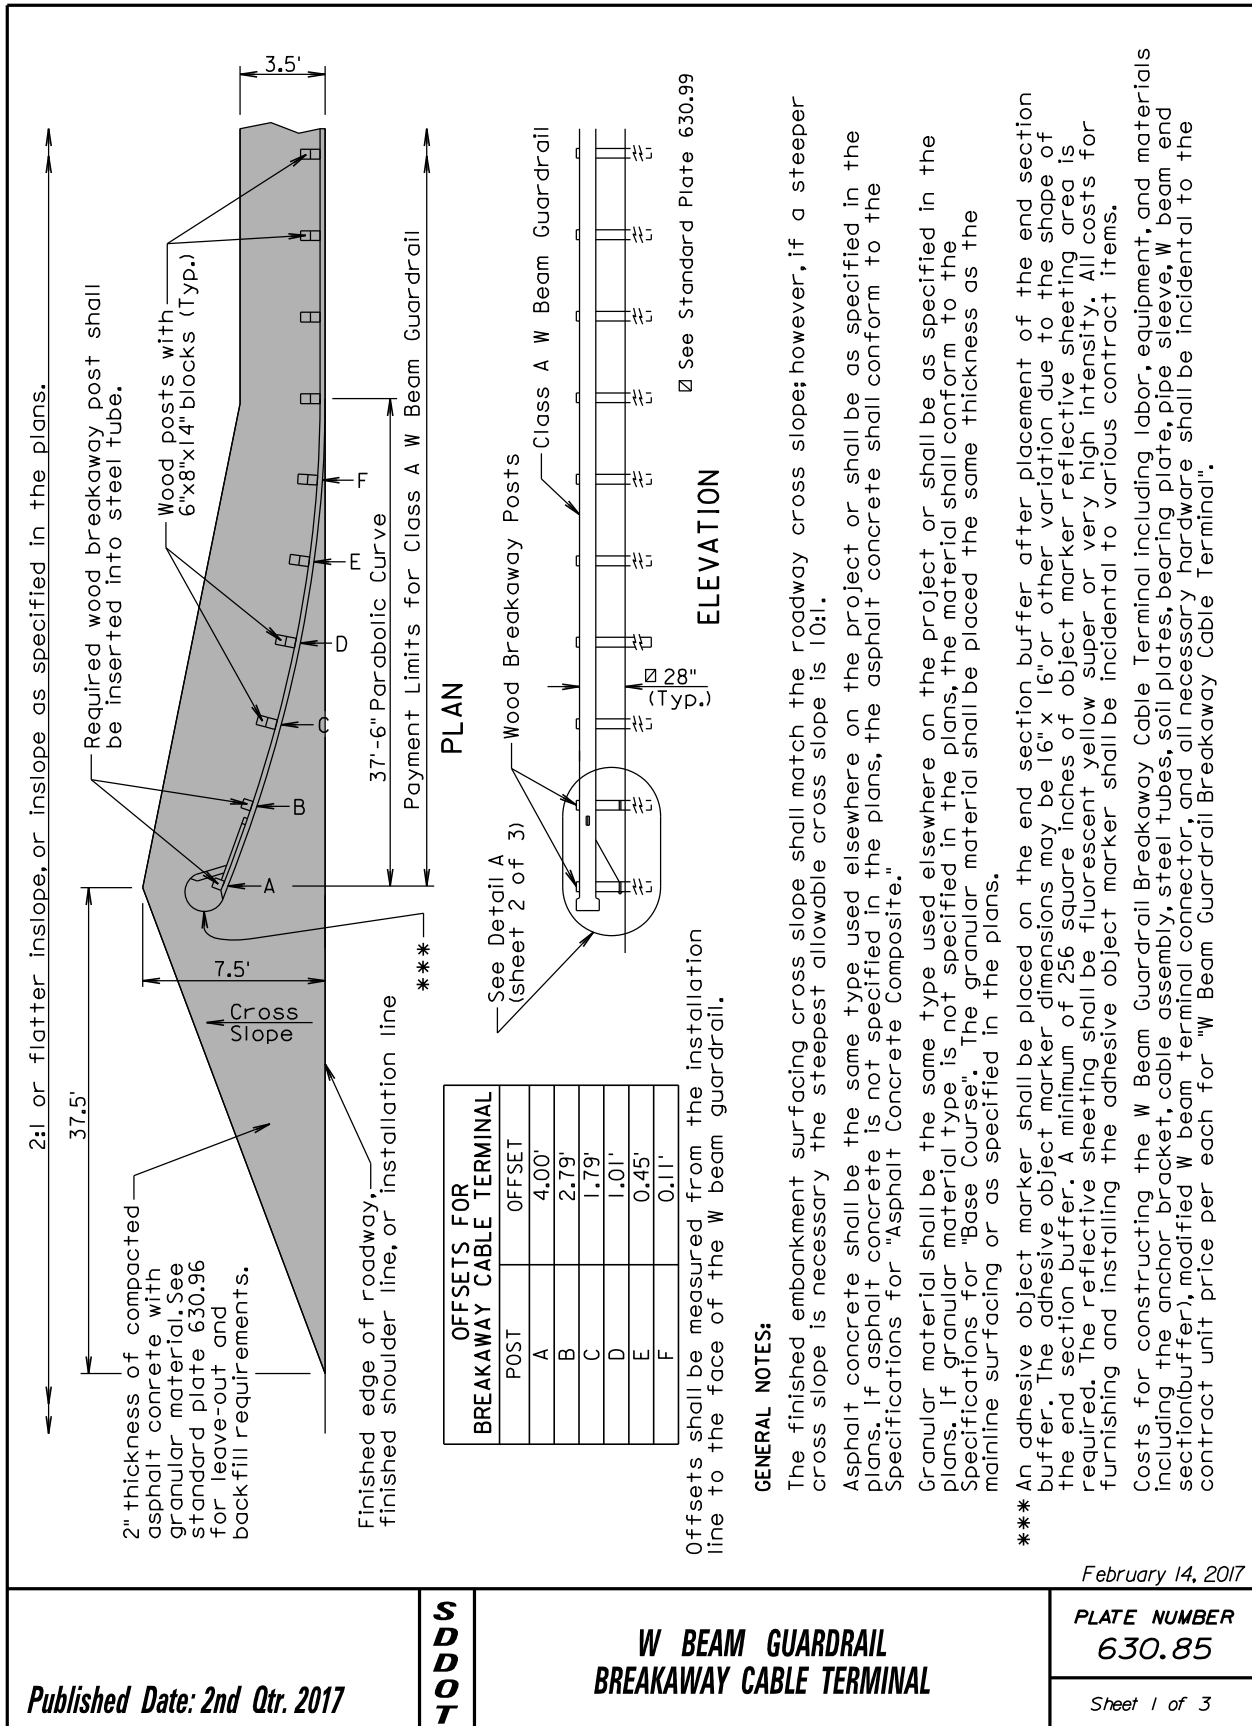 2:1 or flatter inslope, or inslope as specified in the plans.
37.5'
3.5'
Required wood breakaway post shall
be inserted into steel tube.
Wood posts with
6"x8"x14" blocks (Typ.)
2" thickness of compacted
asphalt conrete with
granular material. See
standard plate 630.96
for leave-out and
backfill requirements.
7.5'
Cross
Slope
A
B
C
D
E
F
Finished edge of roadway,
finished shoulder line, or installation line
***
37'-6" Parabolic Curve
Payment Limits for Class A W Beam Guardrail
PLAN
OFFSETS FOR
BREAKAWAY CABLE TERMINAL
POST OFFSET
A 4.00'
B 2.79'
C 1.79'
D 1.01'
E 0.45'
F 0.11'
See Detail A
(sheet 2 of 3)
Wood Breakaway Posts
Class A W Beam Guardrail
28"
(Typ.)
See Standard Plate 630.99
ELEVATION
Offsets shall be measured from the installation
line to the face of the W beam guardrail.
GENERAL NOTES:
The finished embankment surfacing cross slope shall match the roadway cross slope; however, if a steeper
cross slope is necessary the steepest allowable cross slope is 10:1.
Asphalt concrete shall be the same type used elsewhere on the project or shall be as specified in the
plans. If asphalt concrete is not specified in the plans, the asphalt concrete shall conform to the
Specifications for "Asphalt Concrete Composite."
Granular material shall be the same type used elsewhere on the project or shall be as specified in the
plans. If granular material type is not specified in the plans, the material shall conform to the
Specifications for "Base Course". The granular material shall be placed the same thickness as the
mainline surfacing or as specified in the plans.
*** An adhesive object marker shall be placed on the end section buffer after placement of the end section
buffer. The adhesive object marker dimensions may be 16" x 16" or other variation due to the shape of
the end section buffer. A minimum of 256 square inches of object marker reflective sheeting area is
required. The reflective sheeting shall be fluorescent yellow super or very high intensity. All costs for
furnishing and installing the adhesive object marker shall be incidental to various contract items.
Costs for constructing the W Beam Guardrail Breakaway Cable Terminal including labor, equipment, and materials
including the anchor bracket, cable assembly, steel tubes, soil plates, bearing plate, pipe sleeve, W beam end
section(buffer), modified W beam terminal connector, and all necessary hardware shall be incidental to the
contract unit price per each for "W Beam Guardrail Breakaway Cable Terminal".
February 14, 2017
Published Date: 2nd Qtr. 2017
SDDOT
W BEAM GUARDRAIL
BREAKAWAY CABLE TERMINAL
PLATE NUMBER
630.85
Sheet 1 of 3